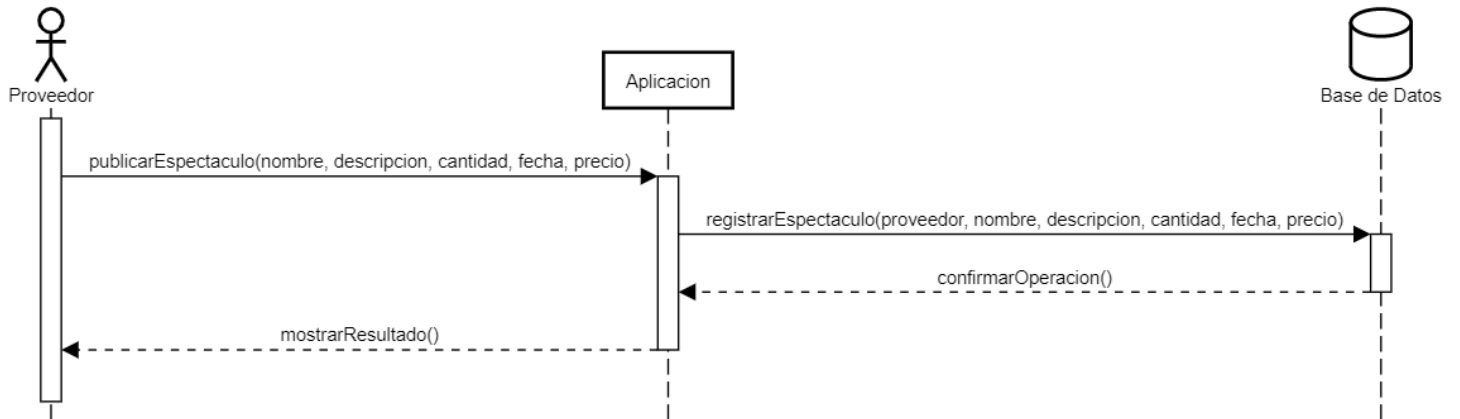 Proveedor
Aplicacion
Base de Datos
publicarEspectaculo(nombre, descripcion, cantidad, fecha, precio)
registrarEspectaculo(proveedor, nombre, descripcion, cantidad, fecha, precio)
confirmarOperacion()
mostrarResultado()